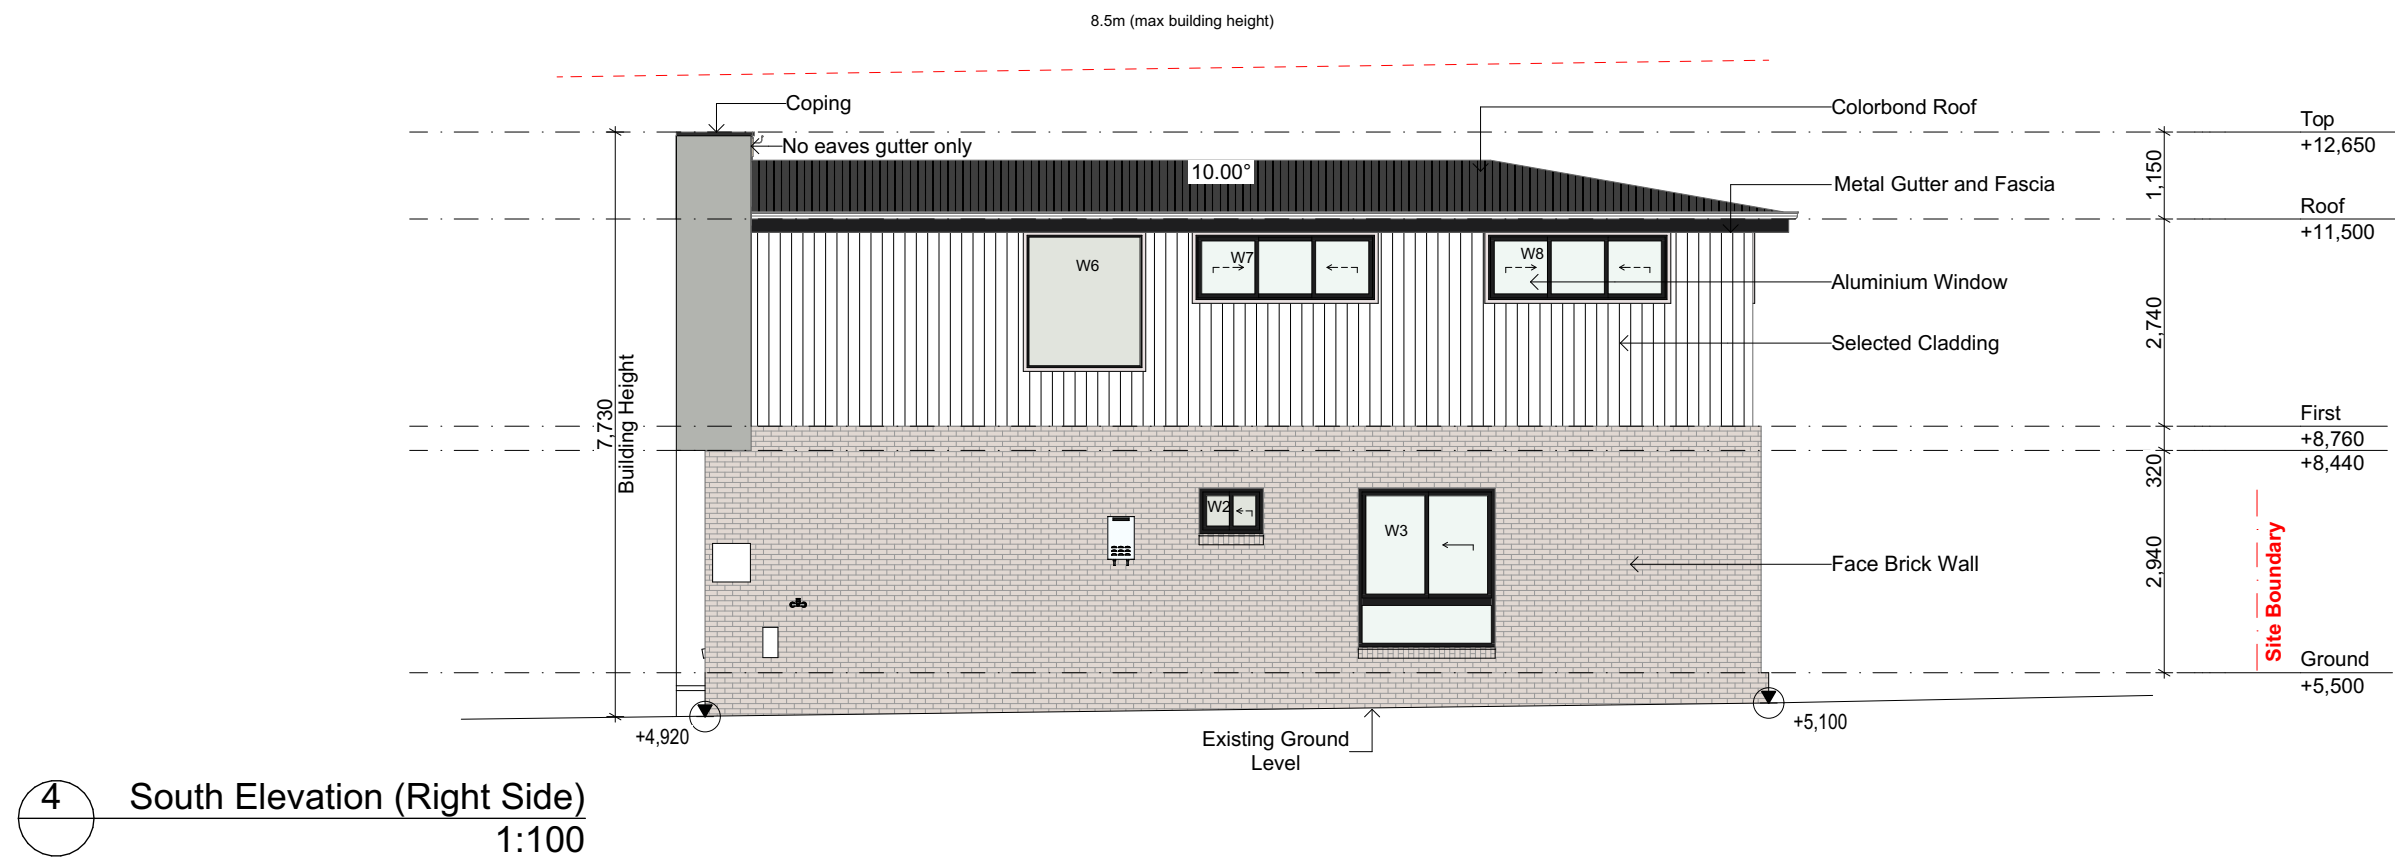 8.5m (max building height)
Coping
No eaves gutter only
10.00°
Colorbond Roof
Metal Gutter and Fascia
Aluminium Window
Selected Cladding
Face Brick Wall
W6
W7
W8
W2
W3
7,730
Building Height
1,150
2,740
320
2,940
Top
+12,650
Roof
+11,500
First
+8,760
+8,440
Ground
+5,500
Site Boundary
+4,920
+5,100
Existing Ground
Level
4
South Elevation (Right Side)
1:100